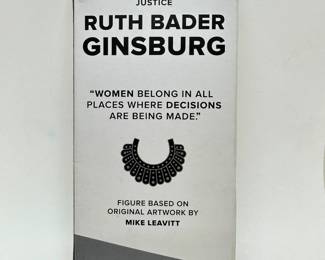 JUSTICE
RUTH BADER
GINSBURG
“WOMEN BELONG IN ALL
PLACES WHERE DECISIONS
ARE BEING MADE.”
FIGURE BASED ON
ORIGINAL ARTWORK BY
MIKE LEAVITT